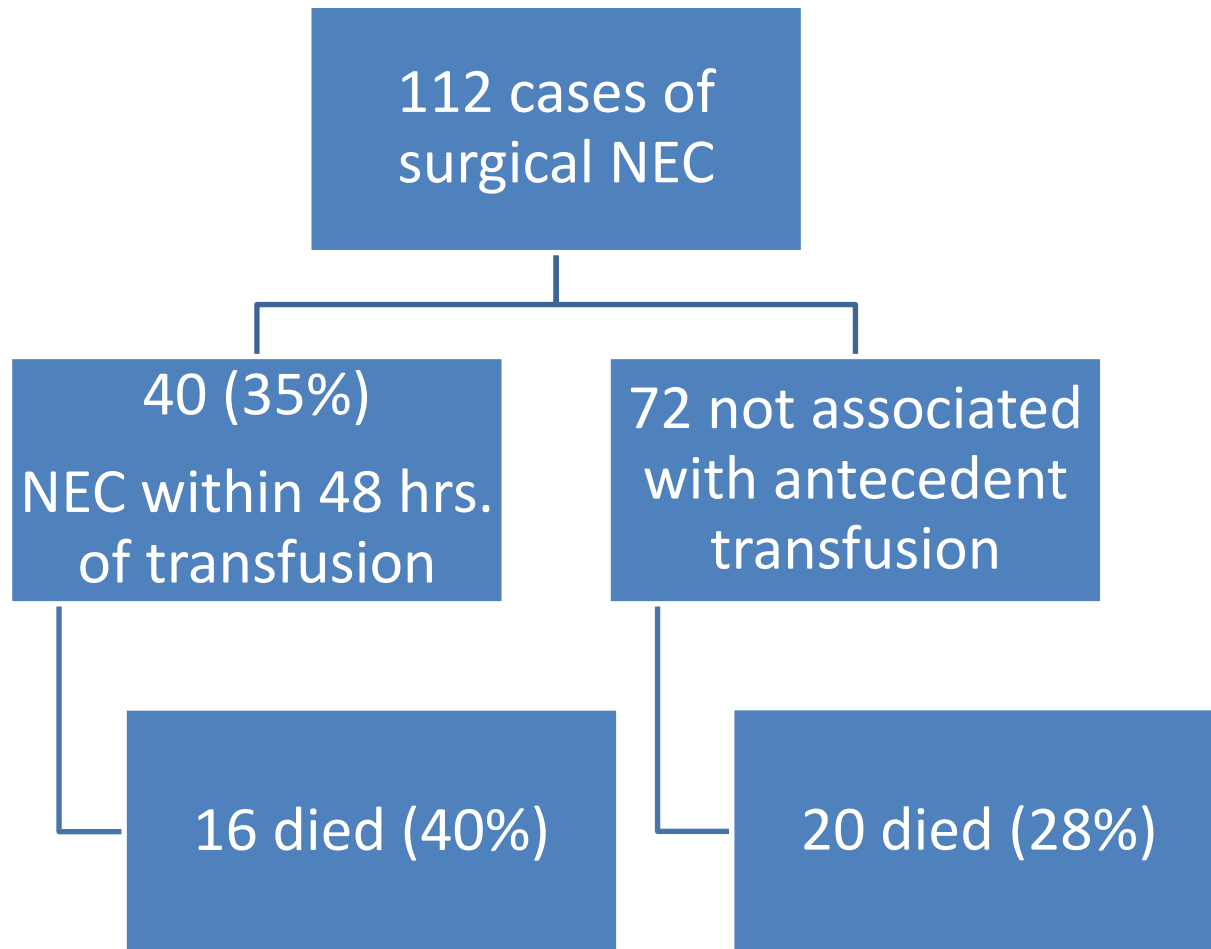 112 cases of
surgical NEC
40 (35%)
NEC within 48 hrs.
of transfusion
72 not associated
with antecedent
transfusion
16 died (40%)
20 died (28%)